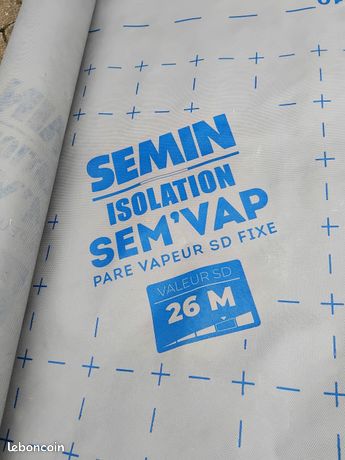 SEMIN
ISOLATION
SEM'VAP
PARE VAPEUR SD FIXE
VALEUR SD
26 M
leboncoin